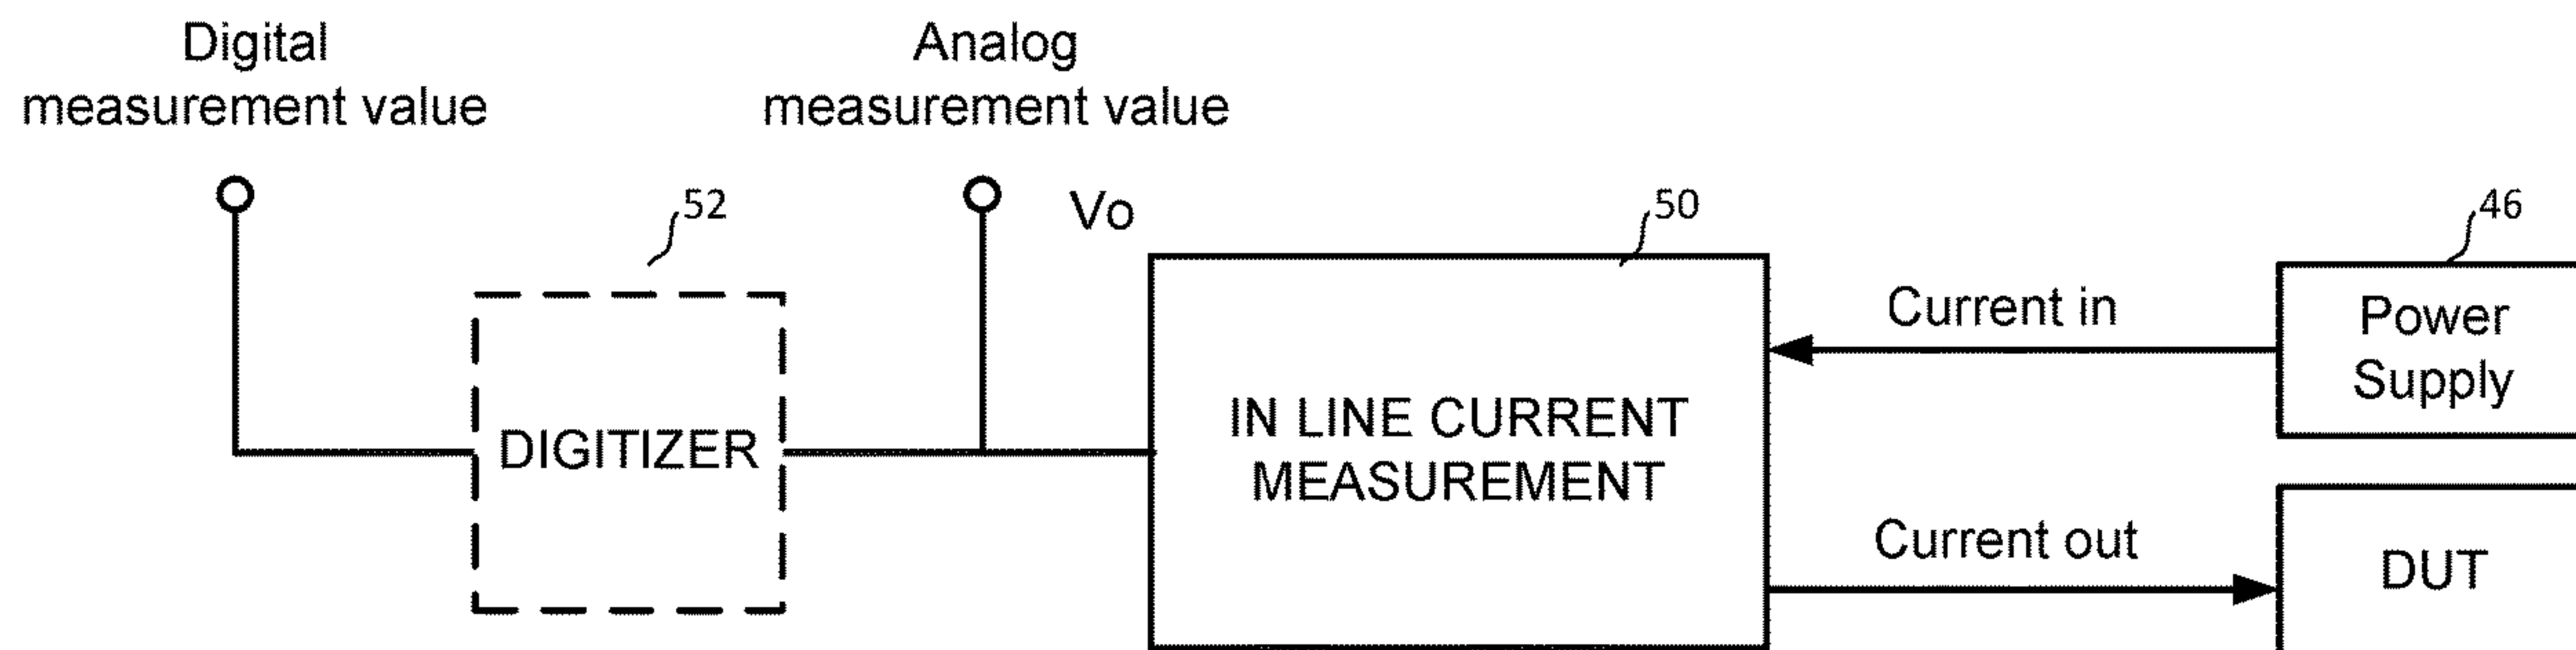 Digital
measurement value
Analog
measurement value
Vo
52
50
46
DIGITIZER
IN LINE CURRENT
MEASUREMENT
Current in
Power
Supply
Current out
DUT